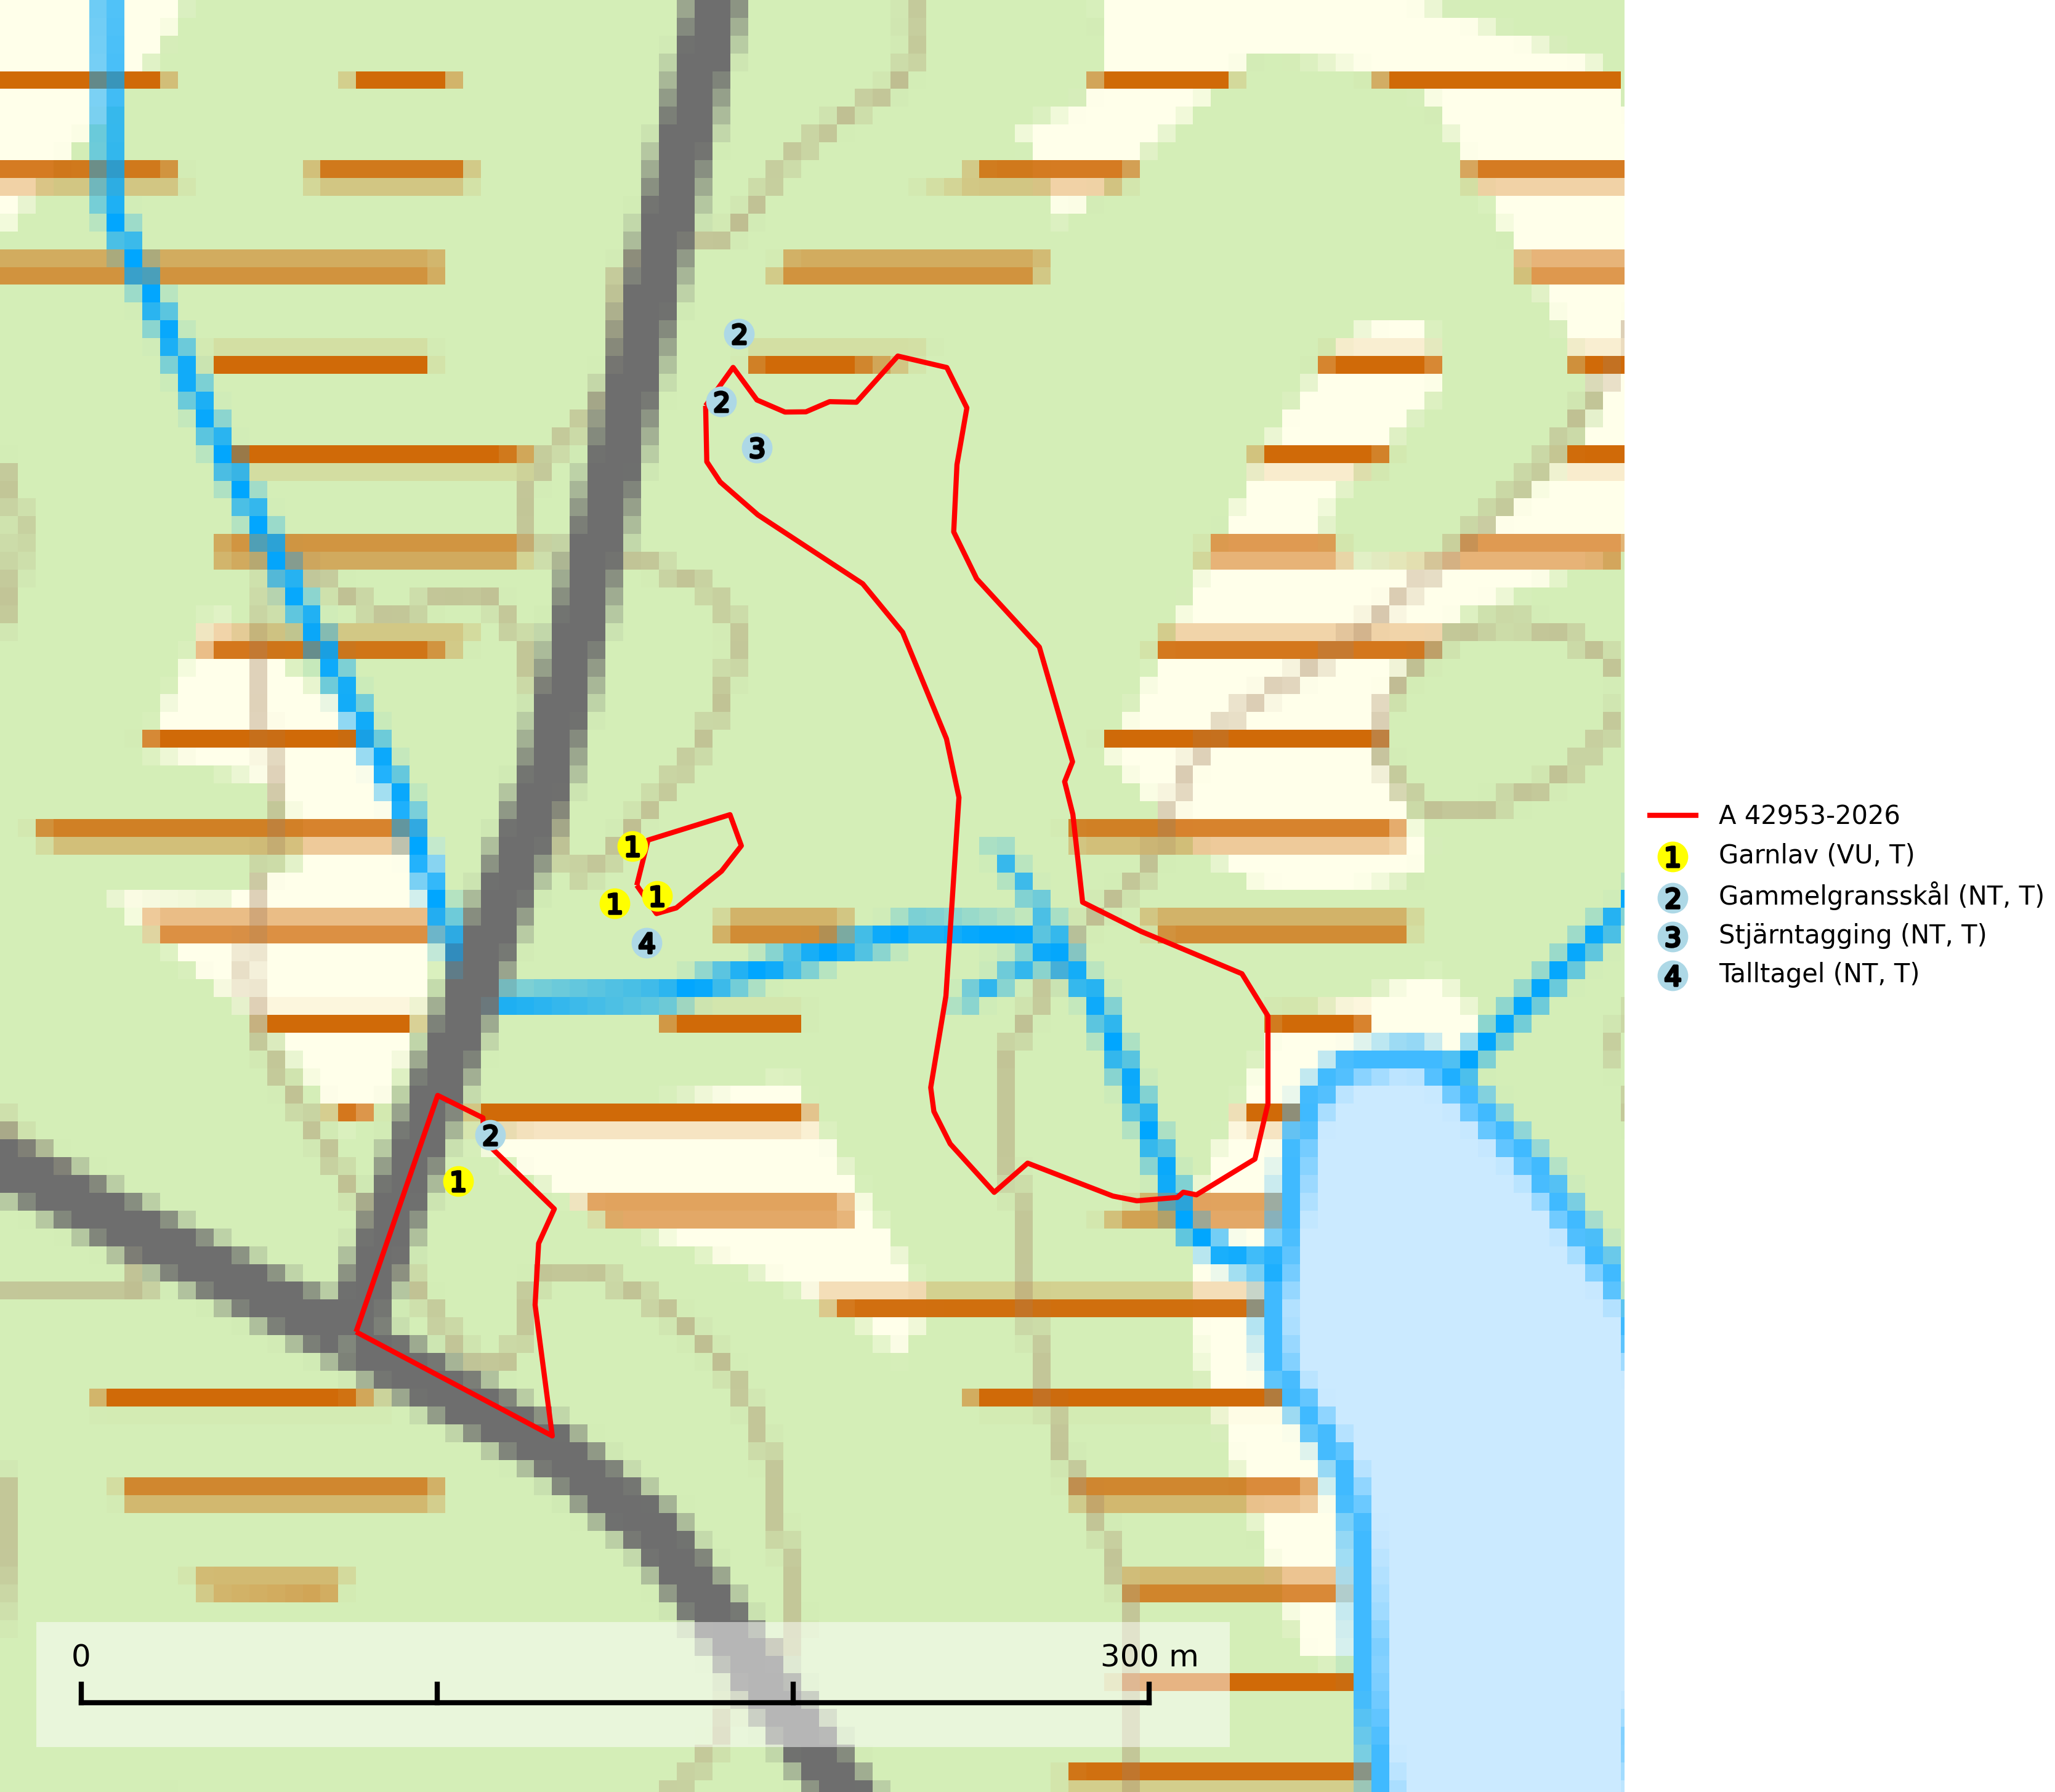 2
2
3
1
1
1
4
2
1
A 42953-2026
1 Garnlav (VU, T)
2 Gammelgransskål (NT, T)
3 Stjärntagging (NT, T)
4 Talltagel (NT, T)
0 300 m